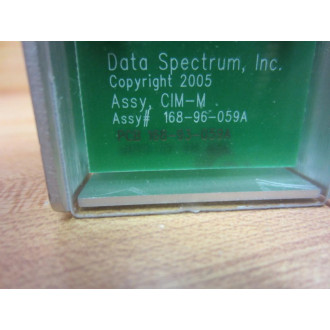 Data Spectrum, Inc.
Copyright 2005
Assy, CIM-M
Assy# 168-96-059A